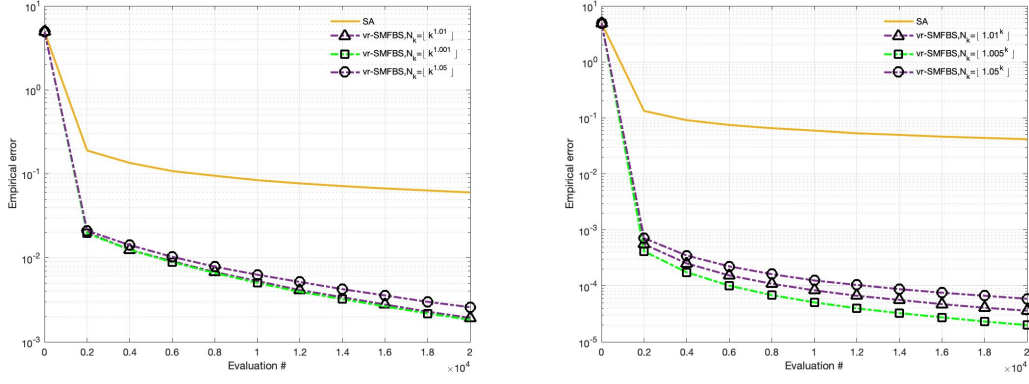 10^1
SA
vr-SMFBS,N_k=⌊ k^1.01 ⌋
vr-SMFBS,N_k=⌊ k^1.001 ⌋
vr-SMFBS,N_k=⌊ k^1.05 ⌋
10^0
10^-1
10^-2
10^-3
Empirical error
0 0.2 0.4 0.6 0.8 1 1.2 1.4 1.6 1.8 2
Evaluation #
×10^4
10^1
SA
vr-SMFBS,N_k=⌊ 1.01^k ⌋
vr-SMFBS,N_k=⌊ 1.005^k ⌋
vr-SMFBS,N_k=⌊ 1.05^k ⌋
10^0
10^-1
10^-2
10^-3
10^-4
10^-5
Empirical error
0 0.2 0.4 0.6 0.8 1 1.2 1.4 1.6 1.8 2
Evaluation #
×10^4